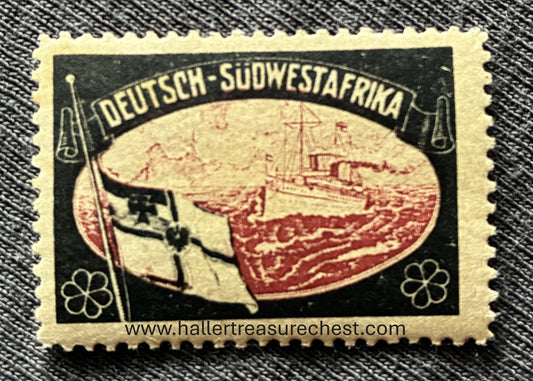 DEUTSCH-SÜDWESTAFRIKA
www.hallertreasurechest.com